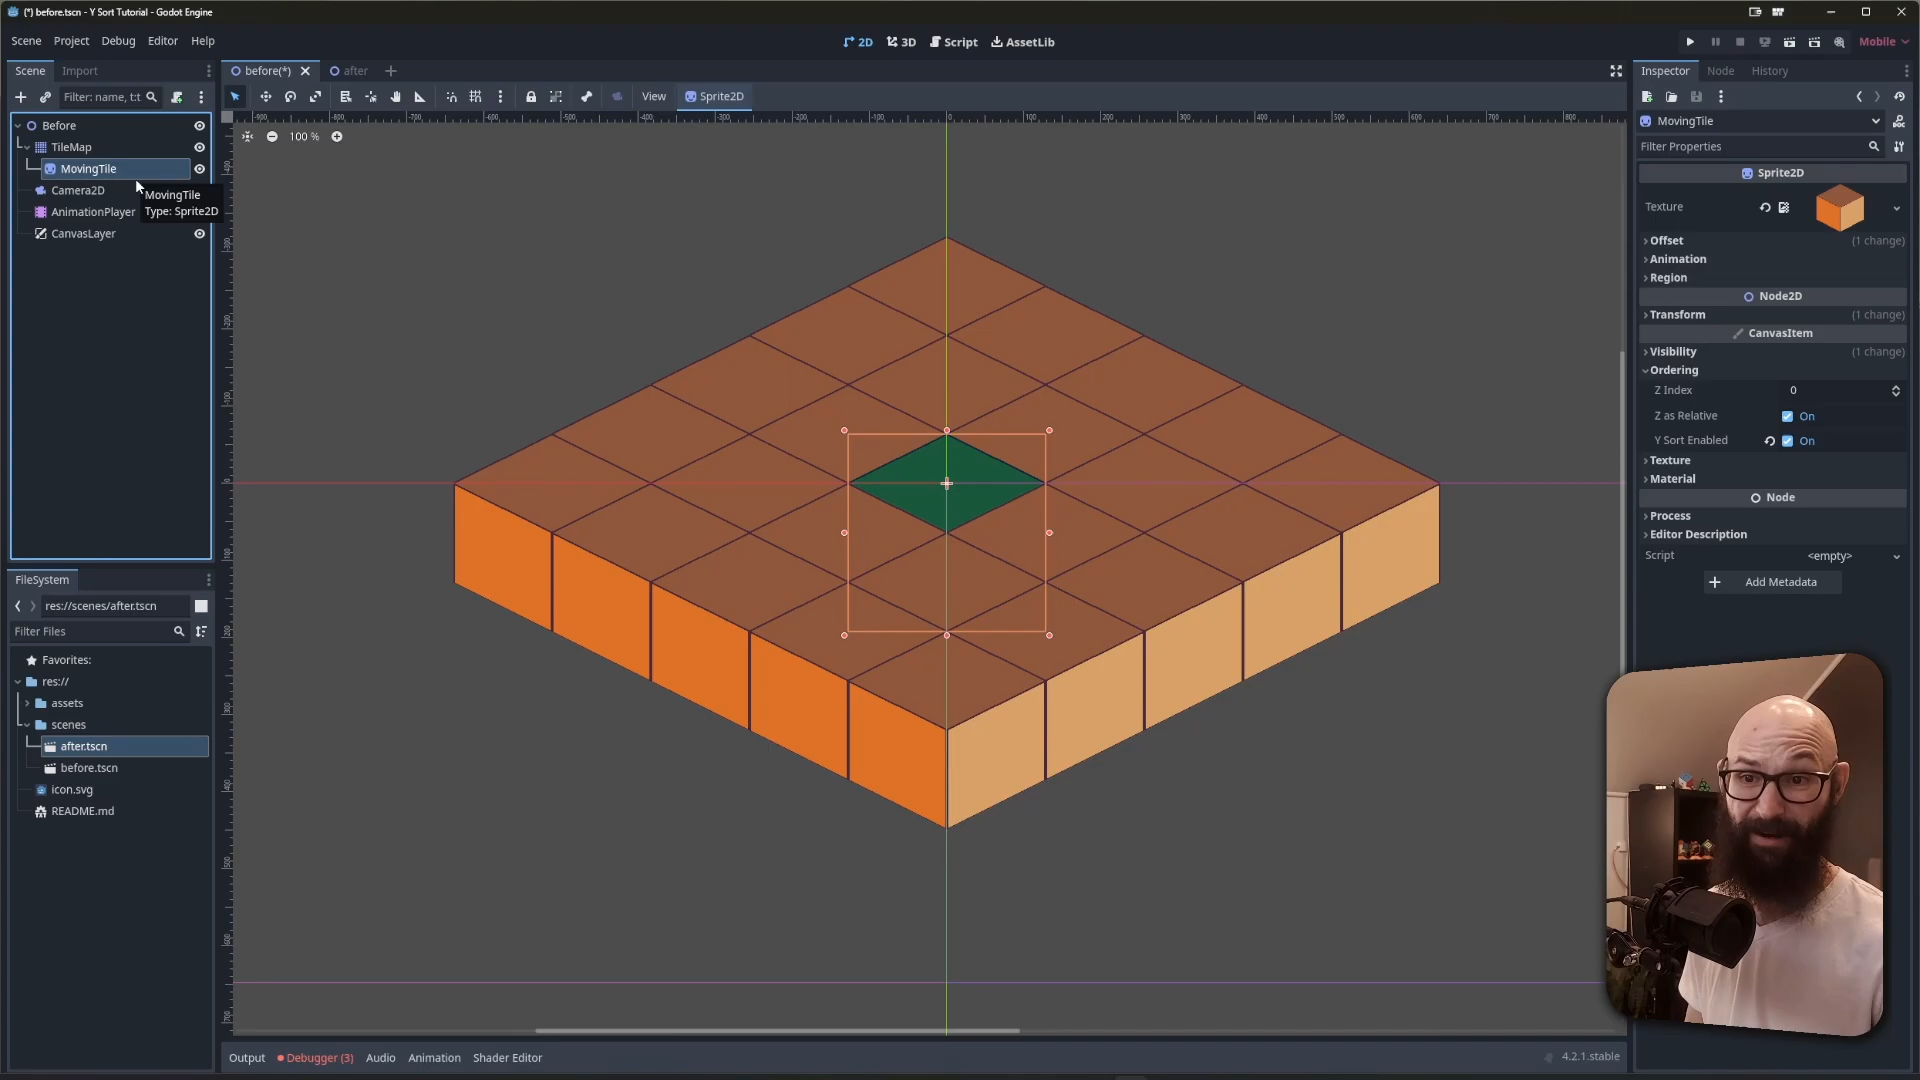 (*) before.tscn - Y Sort Tutorial - Godot Engine
Scene Project Debug Editor Help
2D 3D Script AssetLib
Mobile
Scene Import
before(*) after
Inspector Node History
Filter: name, t:t
View Sprite2D
100 %
Before
TileMap
MovingTile
Camera2D
AnimationPlayer
CanvasLayer
MovingTile
Type: Sprite2D
MovingTile
Filter Properties
Sprite2D
Texture
Offset (1 change)
Animation
Region
Node2D
Transform (1 change)
CanvasItem
Visibility (1 change)
Ordering
Z Index 0
Z as Relative On
Y Sort Enabled On
Texture
Material
Node
Process
Editor Description
Script <empty>
Add Metadata
FileSystem
res://scenes/after.tscn
Filter Files
Favorites:
res://
assets
scenes
after.tscn
before.tscn
icon.svg
README.md
Output Debugger (3) Audio Animation Shader Editor
4.2.1.stable